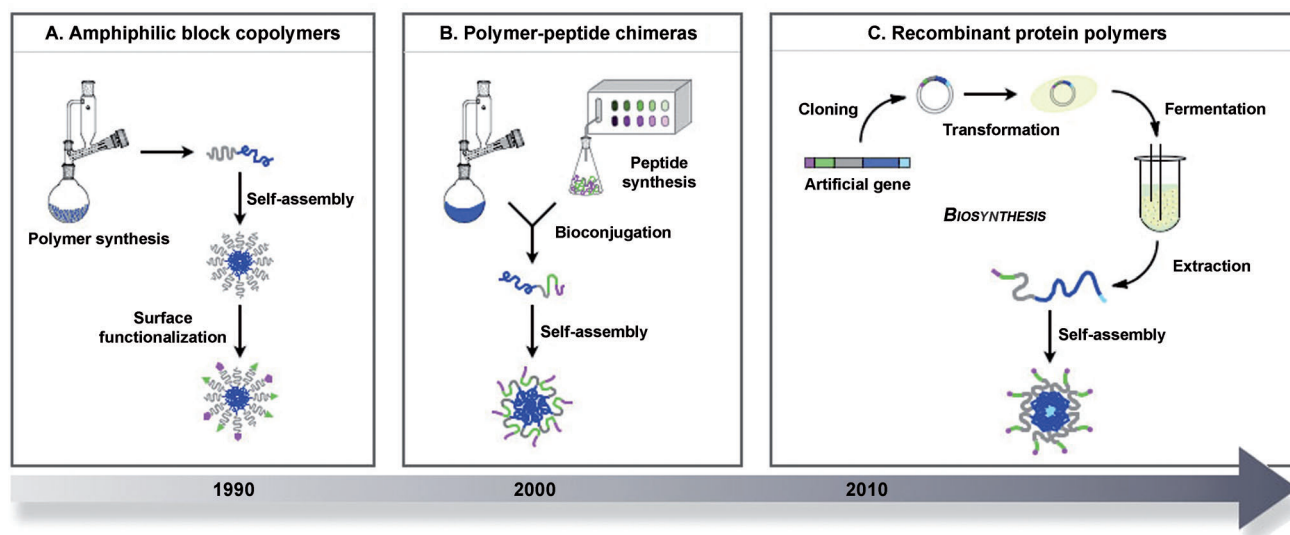 A. Amphiphilic block copolymers
Polymer synthesis
Self-assembly
Surface
functionalization
B. Polymer-peptide chimeras
Peptide
synthesis
Bioconjugation
Self-assembly
C. Recombinant protein polymers
Cloning
Transformation
Fermentation
Artificial gene
BIOSYNTHESIS
Extraction
Self-assembly
1990
2000
2010